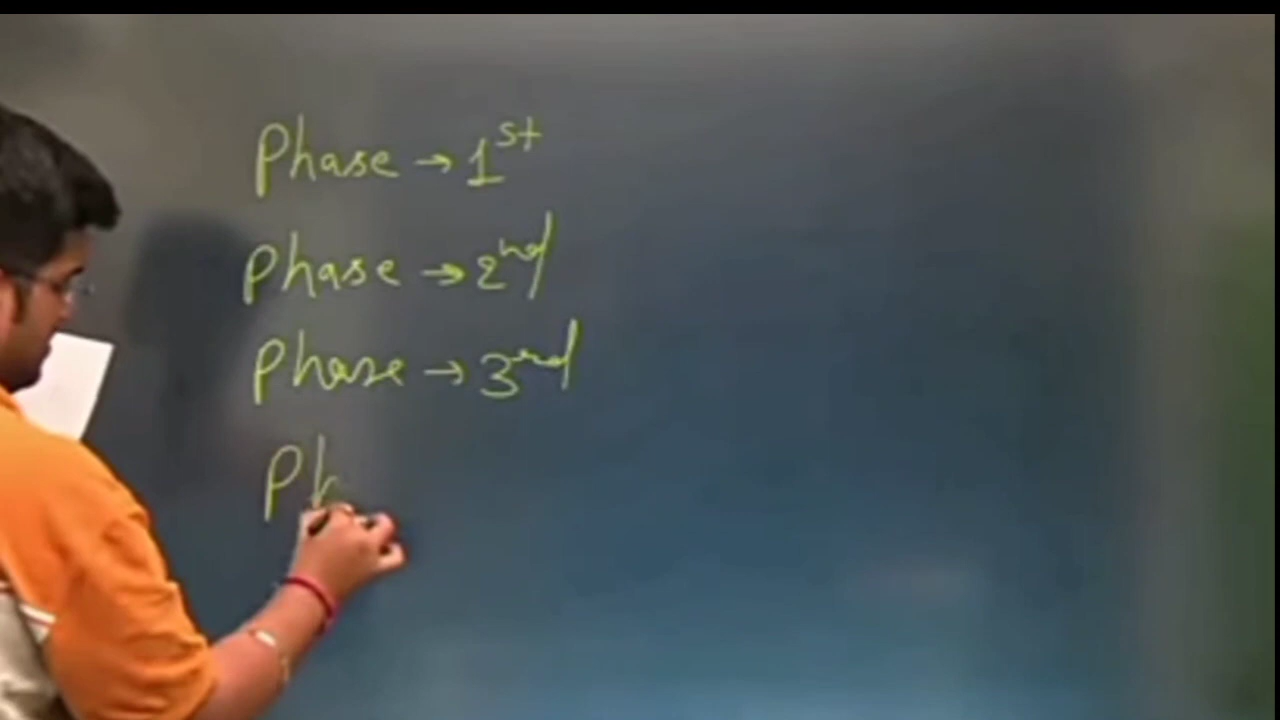 Phase → 1st
Phase → 2nd
Phase → 3rd
Ph